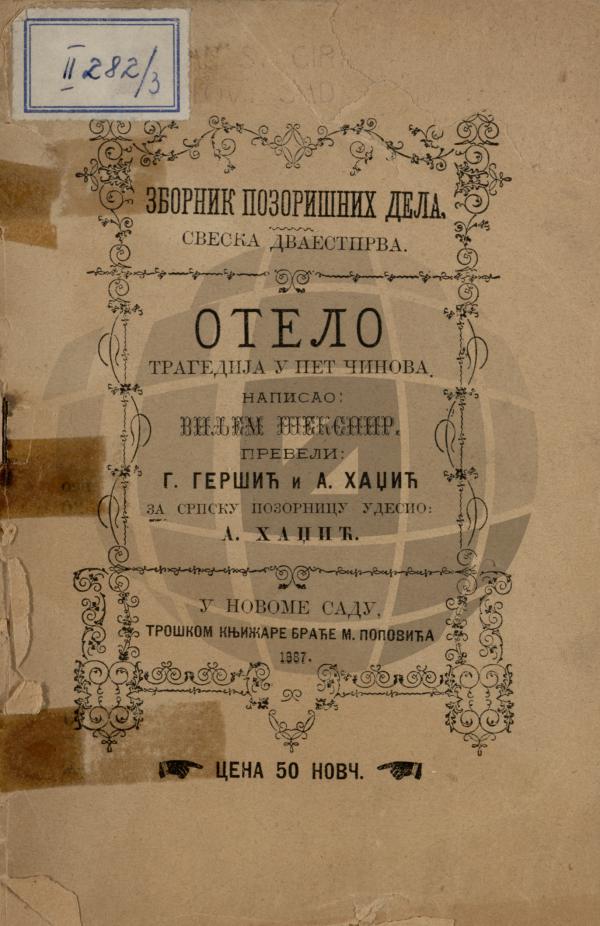 II 282/3
ЗБОРНИК ПОЗОРИШНИХ ДЕЛА.
СВЕСКА ДВАЕСТПРВА.
ОТЕЛО
ТРАГЕДИЈА У ПЕТ ЧИНОВА.
НАПИСАО:
ВИЉЕМ ШЕКСПИР.
ПРЕВЕЛИ:
Г. ГЕРШИЋ и А. ХАЏИЋ
ЗА СРПСКУ ПОЗОРНИЦУ УДЕСИО:
А. ХАЏИЋ.
У НОВОМЕ САДУ,
ТРОШКОМ КЊИЖАРЕ БРАЋЕ М. ПОПОВИЋА
1887.
ЦЕНА 50 НОВЧ.